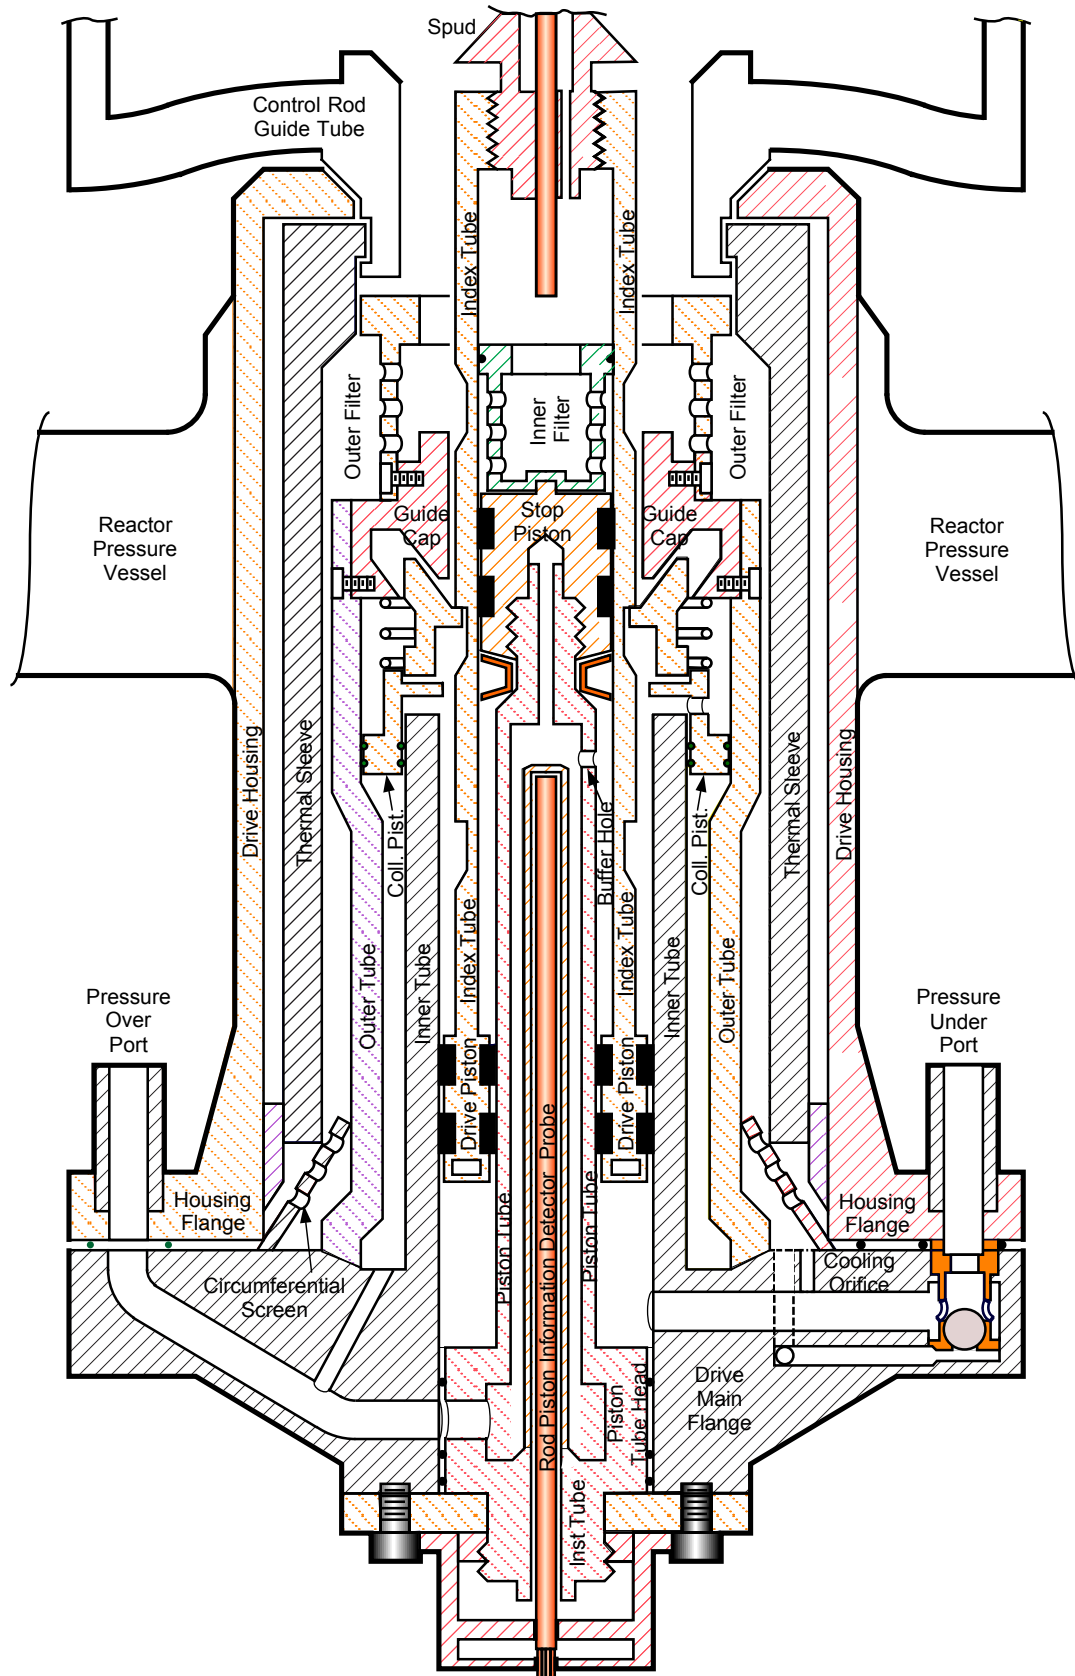 Spud
Control Rod
Guide Tube
Index Tube
Index Tube
Outer Filter
Inner
Filter
Outer Filter
Guide
Cap
Stop
Piston
Guide
Cap
Reactor
Pressure
Vessel
Reactor
Pressure
Vessel
Drive Housing
Thermal Sleeve
Coll. Pist.
Buffer Hole
Coll. Pist.
Thermal Sleeve
Drive Housing
Outer Tube
Inner Tube
Index Tube
Index Tube
Inner Tube
Outer Tube
Pressure
Over
Port
Pressure
Under
Port
Drive Piston
Drive Piston
Housing
Flange
Piston Tube
Rod Piston Information Detector Probe
Piston Tube
Housing
Flange
Circumferential
Screen
Cooling
Orifice
Piston
Tube Head
Drive
Main
Flange
Inst Tube